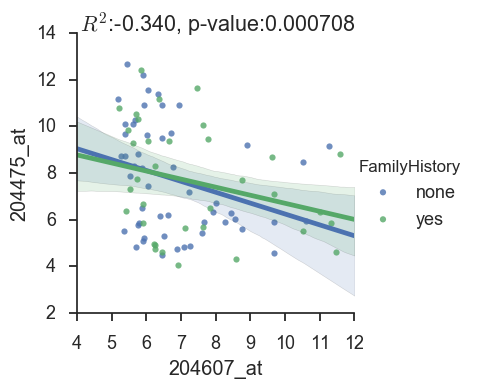 R²:-0.340, p-value:0.000708
14
12
10
8
6
4
2
204475_at
4 5 6 7 8 9 10 11 12
204607_at
FamilyHistory
none
yes